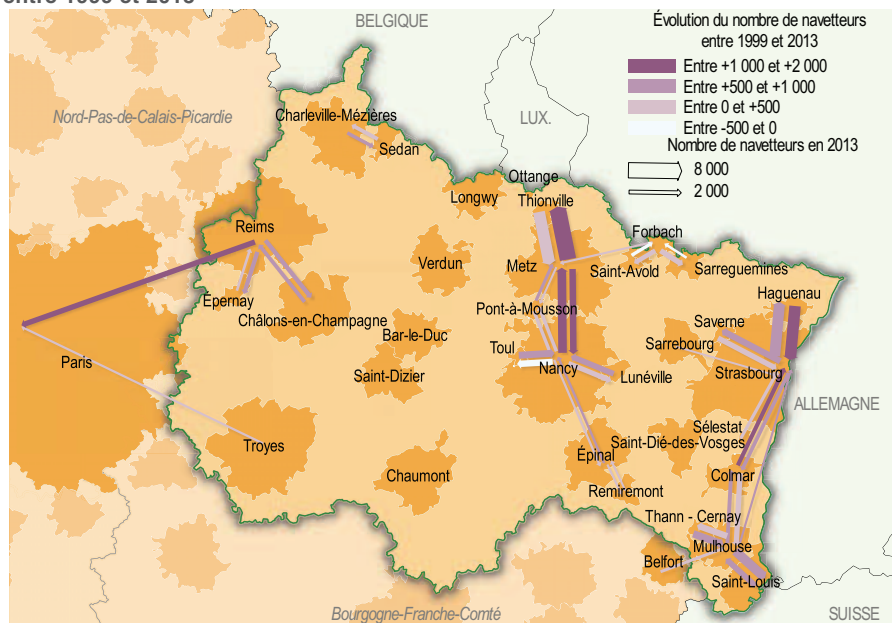 entre 1999 et 2013
BELGIQUE
Évolution du nombre de navetteurs
entre 1999 et 2013
Entre +1 000 et +2 000
Entre +500 et +1 000
Entre 0 et +500
Entre -500 et 0
Nombre de navetteurs en 2013
8 000
2 000
Nord-Pas-de-Calais-Picardie
Charleville-Mézières
LUX.
Sedan
Ottange
Longwy
Thionville
Reims
Forbach
Verdun
Metz
Saint-Avold
Sarreguemines
Épernay
Haguenau
Châlons-en-Champagne
Pont-à-Mousson
Saverne
Bar-le-Duc
Sarrebourg
Toul
Paris
Nancy
Strasbourg
Saint-Dizier
Lunéville
ALLEMAGNE
Sélestat
Troyes
Saint-Dié-des-Vosges
Épinal
Chaumont
Colmar
Remiremont
Thann - Cernay
Mulhouse
Belfort
Saint-Louis
Bourgogne-Franche-Comté
SUISSE